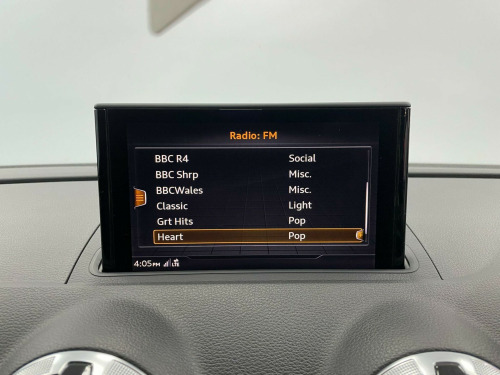 Radio: FM
BBC R4 Social
BBC Shrp Misc.
BBCWales Misc.
Classic Light
Grt Hits Pop
Heart Pop
4:05PM LTE